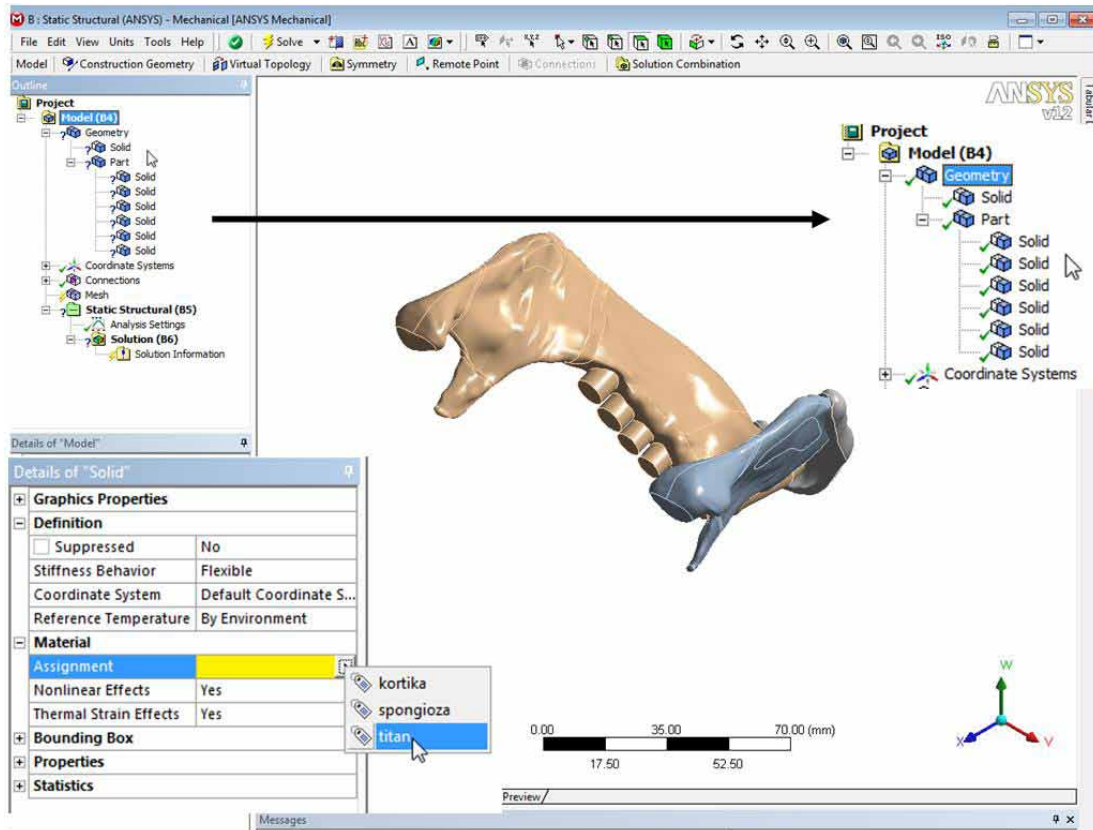 B : Static Structural (ANSYS) - Mechanical [ANSYS Mechanical]
File Edit View Units Tools Help Solve
Model Construction Geometry Virtual Topology Symmetry Remote Point Connections Solution Combination
Outline
Project
Model (B4)
Geometry
Solid
Part
Solid
Solid
Solid
Solid
Solid
Solid
Coordinate Systems
Connections
Mesh
Static Structural (B5)
Analysis Settings
Solution (B6)
Solution Information
ANSYS
v12
Project
Model (B4)
Geometry
Solid
Part
Solid
Solid
Solid
Solid
Solid
Solid
Coordinate Systems
Details of "Model"
Details of "Solid"
Graphics Properties
Definition
Suppressed No
Stiffness Behavior Flexible
Coordinate System Default Coordinate S...
Reference Temperature By Environment
Material
Assignment
Nonlinear Effects Yes
Thermal Strain Effects Yes
Bounding Box
Properties
Statistics
kortika
spongioza
titan
0.00 35.00 70.00 (mm)
17.50 52.50
W
X
V
Preview
Messages